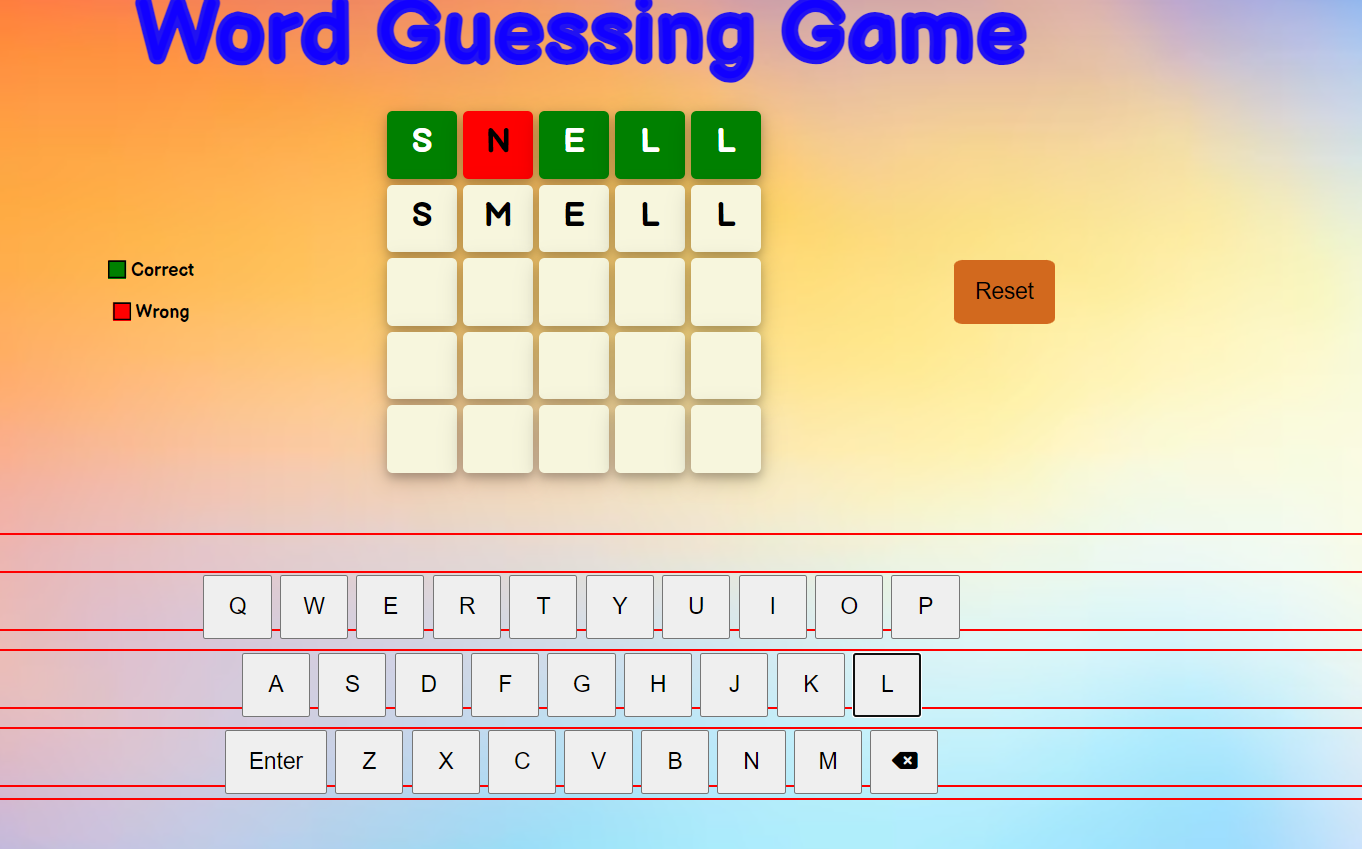 Word Guessing Game
S N E L L
S M E L L
Correct
Wrong
Reset
Q W E R T Y U I O P
A S D F G H J K L
Enter Z X C V B N M